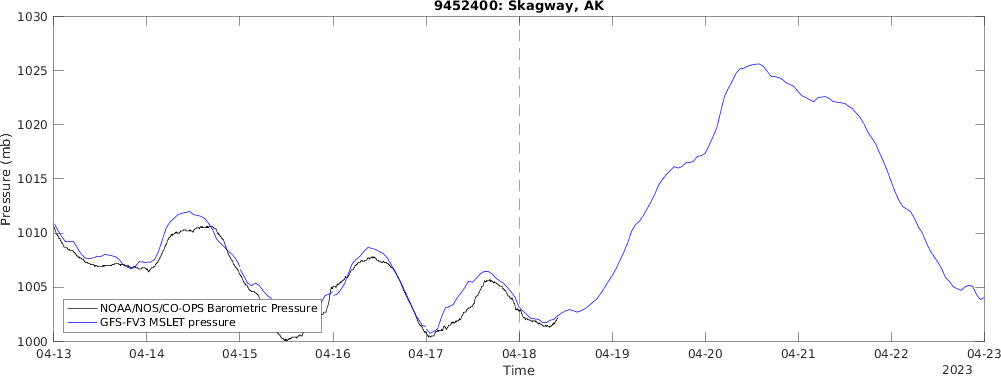 9452400: Skagway, AK
1030
1025
1020
1015
1010
1005
1000
Pressure (mb)
NOAA/NOS/CO-OPS Barometric Pressure
GFS-FV3 MSLET pressure
04-13 04-14 04-15 04-16 04-17 04-18 04-19 04-20 04-21 04-22 04-23
Time
2023